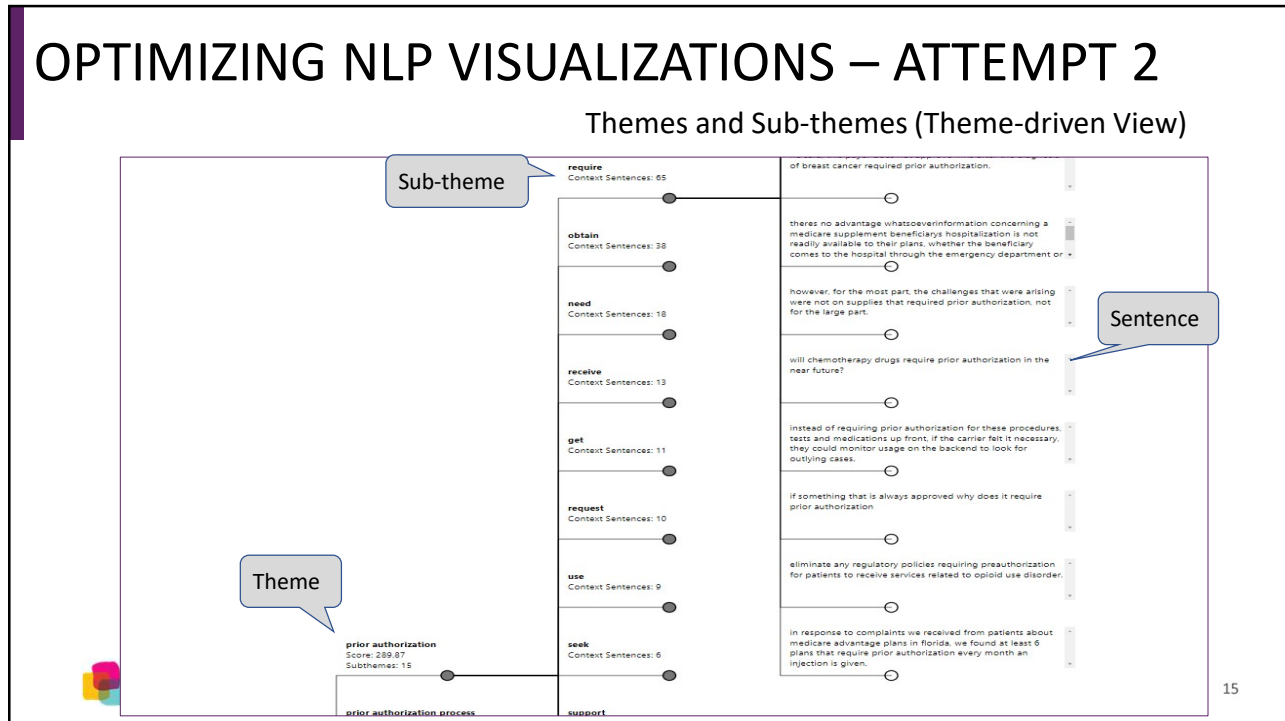 OPTIMIZING NLP VISUALIZATIONS – ATTEMPT 2
Themes and Sub-themes (Theme-driven View)
Sub-theme
require
Context Sentences: 65
of breast cancer required prior authorization.
obtain
Context Sentences: 38
theres no advantage whatsoeverinformation concerning a
medicare supplement beneficiarys hospitalization is not
readily available to their plans, whether the beneficiary
comes to the hospital through the emergency department or
need
Context Sentences: 18
however, for the most part, the challenges that were arising
were not on supplies that required prior authorization, not
for the large part.
Sentence
receive
Context Sentences: 13
will chemotherapy drugs require prior authorization in the
near future?
get
Context Sentences: 11
instead of requiring prior authorization for these procedures,
tests and medications up front, if the carrier felt it necessary,
they could monitor usage on the backend to look for
outlying cases.
request
Context Sentences: 10
if something that is always approved why does it require
prior authorization
use
Context Sentences: 9
eliminate any regulatory policies requiring preauthorization
for patients to receive services related to opioid use disorder.
Theme
prior authorization
Score: 289.87
Subthemes: 15
seek
Context Sentences: 6
in response to complaints we received from patients about
medicare advantage plans in florida, we found at least 6
plans that require prior authorization every month an
injection is given.
prior authorization process
support
15